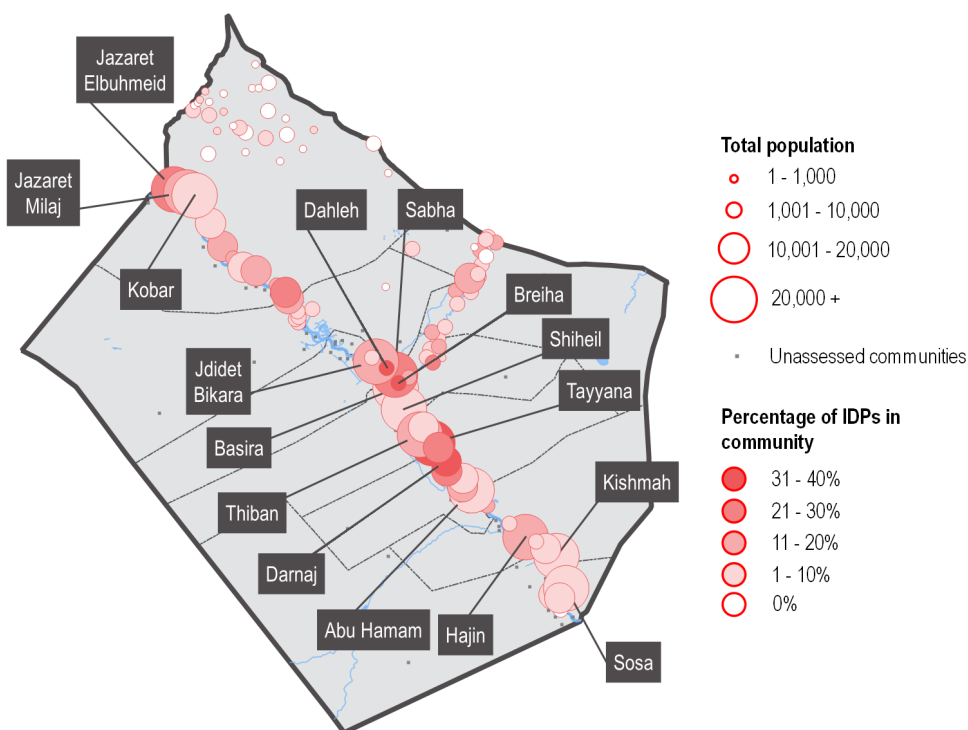 Jazaret
Elbuhmeid
Jazaret
Milaj
Kobar
Dahleh
Sabha
Breiha
Shiheil
Tayyana
Jdidet
Bikara
Basira
Thiban
Darnaj
Abu Hamam
Hajin
Kishmah
Sosa
Total population
1 - 1,000
1,001 - 10,000
10,001 - 20,000
20,000 +
Unassessed communities
Percentage of IDPs in
community
31 - 40%
21 - 30%
11 - 20%
1 - 10%
0%